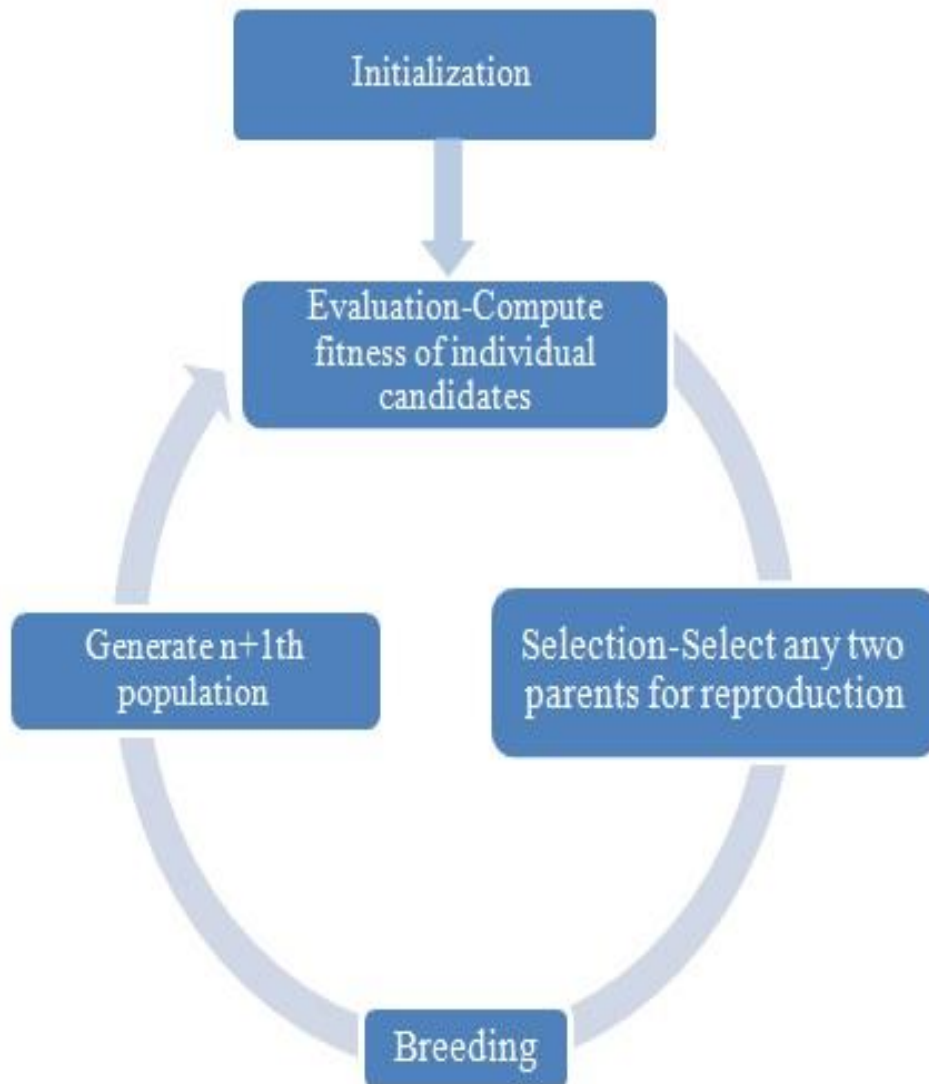 Initialization
Evaluation-Compute
fitness of individual
candidates
Selection-Select any two
parents for reproduction
Breeding
Generate n+1th
population